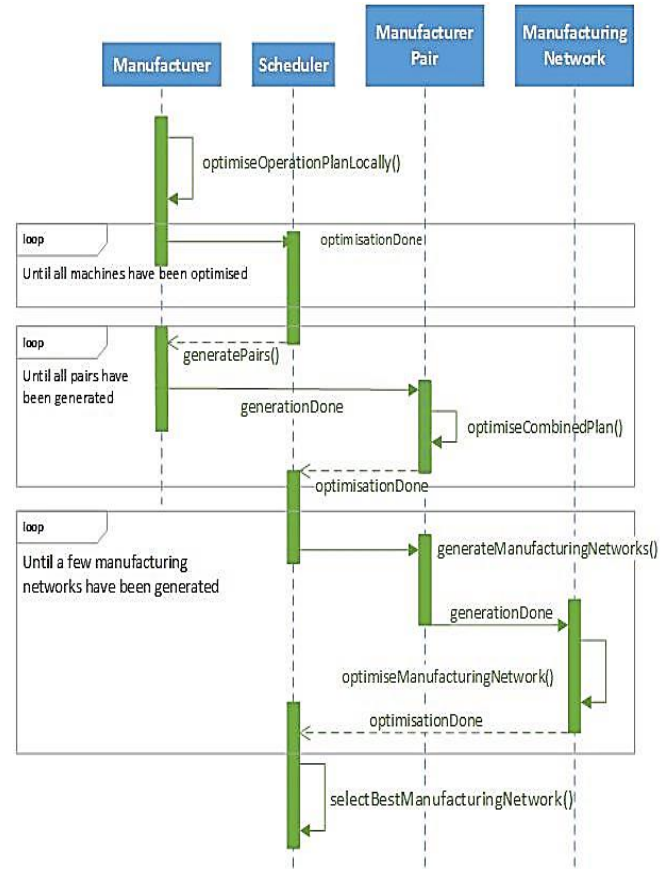 Manufacturer
Scheduler
Manufacturer
Pair
Manufacturing
Network
optimiseOperationPlanLocally()
loop
optimisationDone
Until all machines have been optimised
loop
generatePairs()
Until all pairs have
been generated
generationDone
optimiseCombinedPlan()
optimisationDone
loop
generateManufacturingNetworks()
Until a few manufacturing
networks have been generated
generationDone
optimiseManufacturingNetwork()
optimisationDone
selectBestManufacturingNetwork()